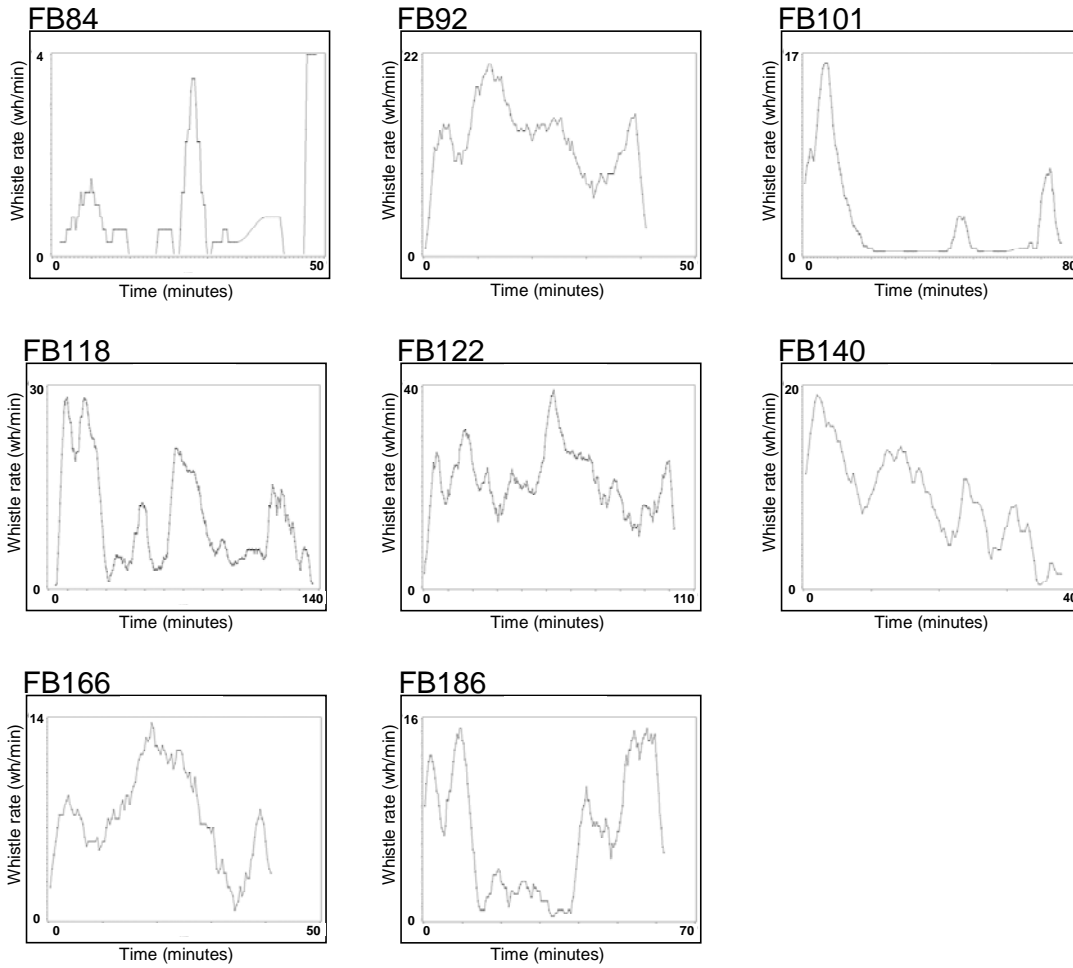 FB84
4
Whistle rate (wh/min)
0
0 50
Time (minutes)
FB92
22
Whistle rate (wh/min)
0
0 50
Time (minutes)
FB101
17
Whistle rate (wh/min)
0
0 80
Time (minutes)
FB118
30
Whistle rate (wh/min)
0
0 140
Time (minutes)
FB122
40
Whistle rate (wh/min)
0
0 110
Time (minutes)
FB140
20
Whistle rate (wh/min)
0
0 40
Time (minutes)
FB166
14
Whistle rate (wh/min)
0
0 50
Time (minutes)
FB186
16
Whistle rate (wh/min)
0
0 70
Time (minutes)